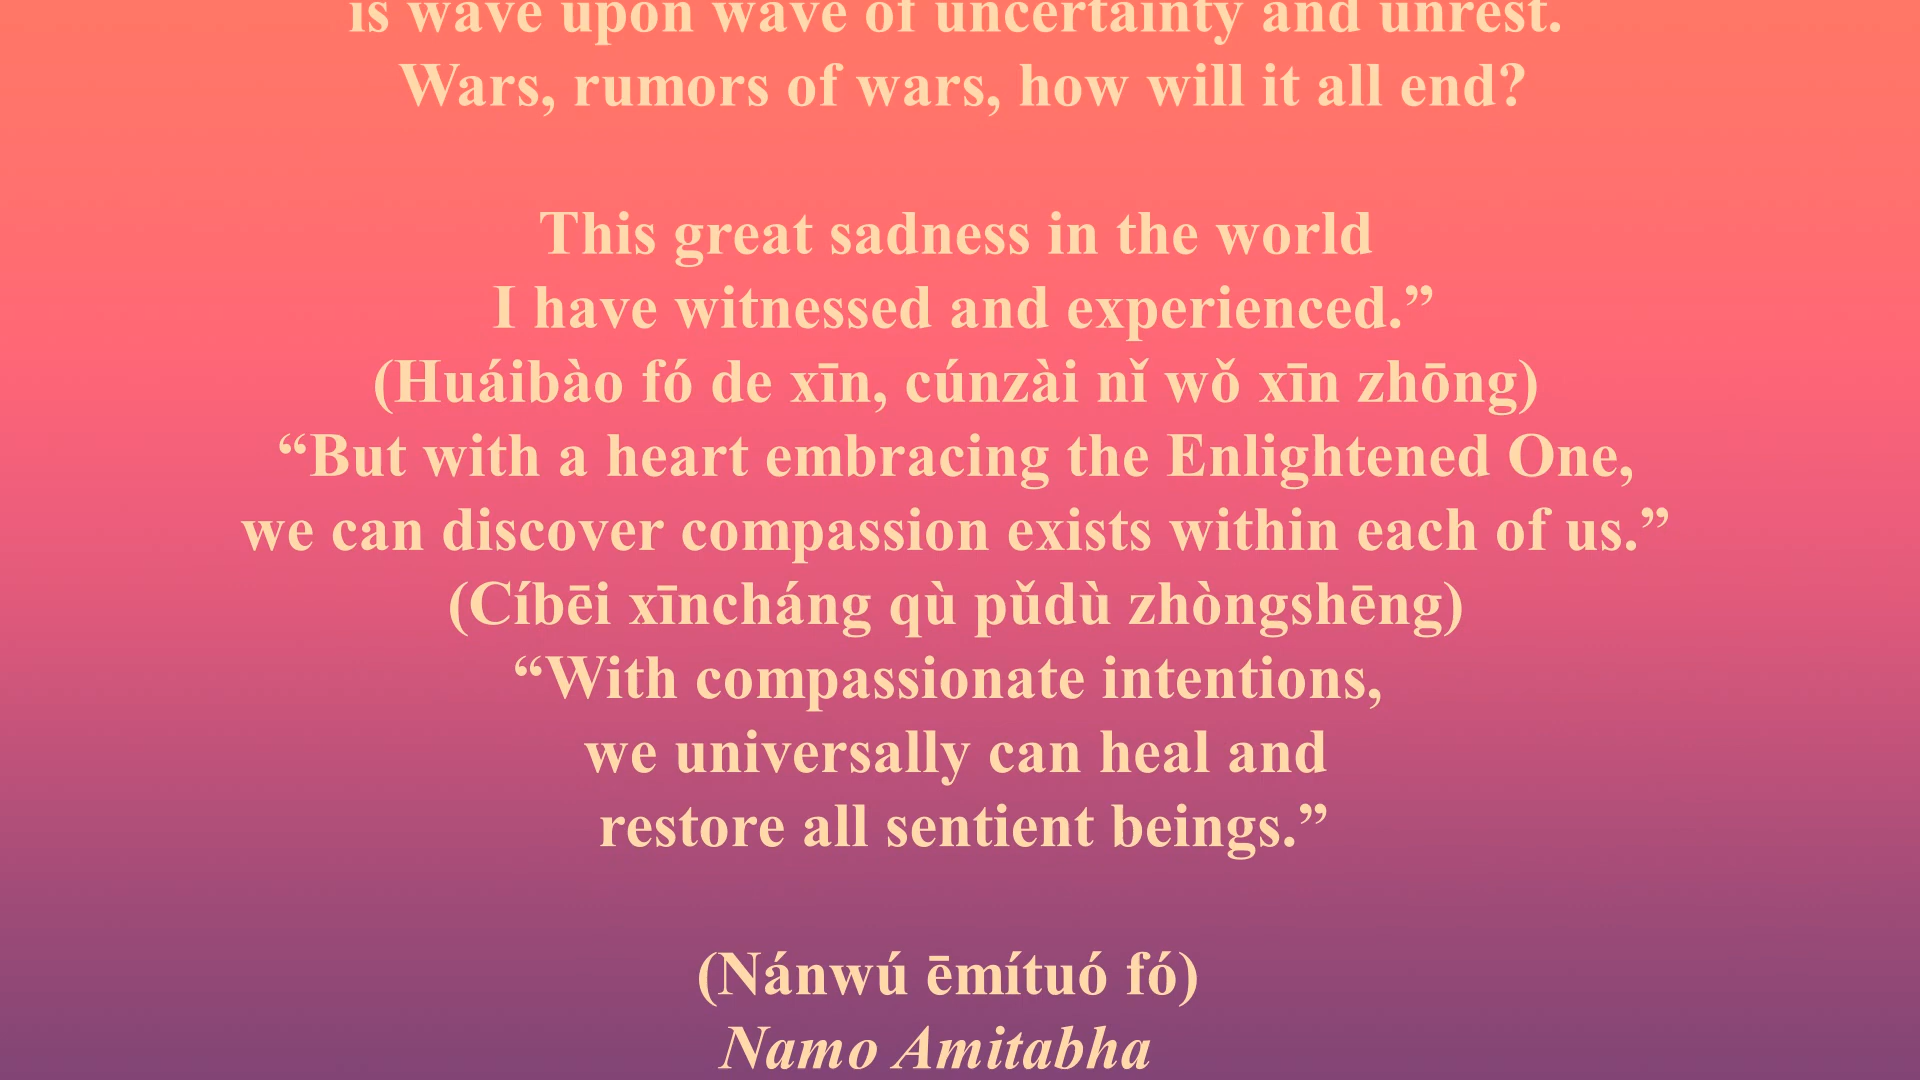 is wave upon wave of uncertainty and unrest.
Wars, rumors of wars, how will it all end?
This great sadness in the world
I have witnessed and experienced.”
(Huáibào fó de xīn, cúnzài nǐ wǒ xīn zhōng)
“But with a heart embracing the Enlightened One,
we can discover compassion exists within each of us.”
(Cíbēi xīncháng qù pǔdù zhòngshēng)
“With compassionate intentions,
we universally can heal and
restore all sentient beings.”
(Nánwú ēmítuó fó)
Namo Amitabha